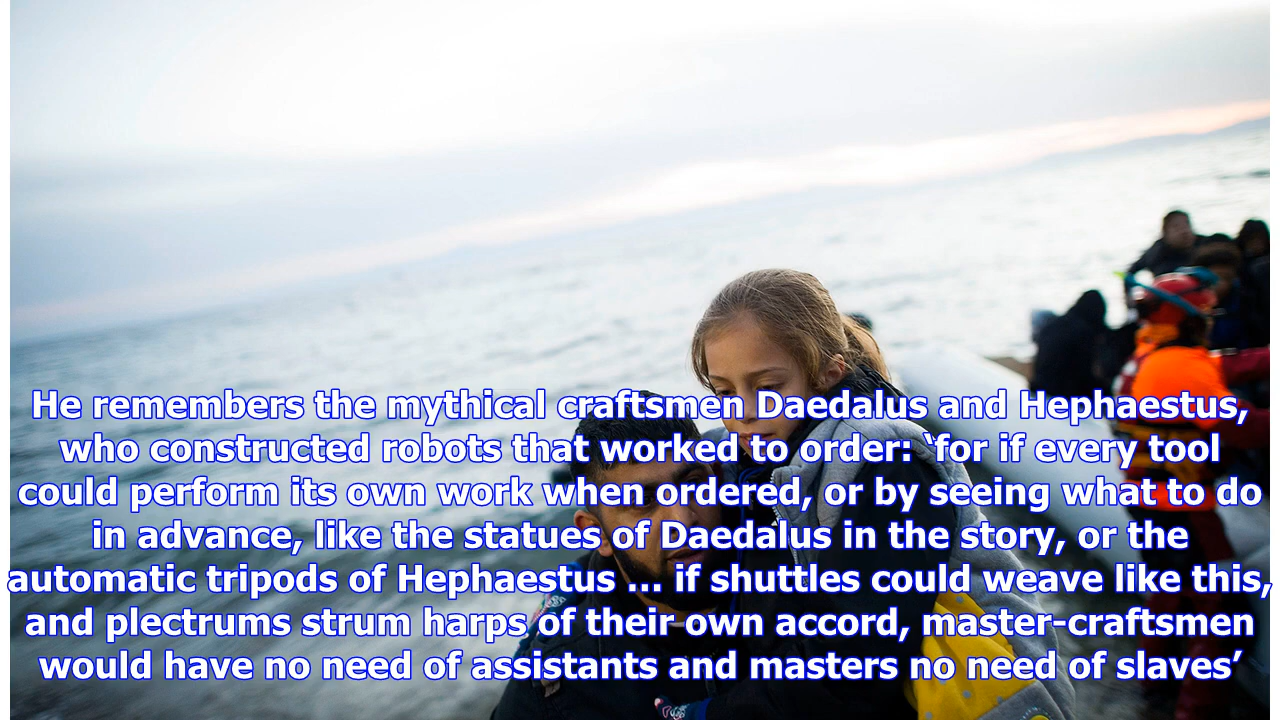 He remembers the mythical craftsmen Daedalus and Hephaestus,
who constructed robots that worked to order: ‘for if every tool
could perform its own work when ordered, or by seeing what to do
in advance, like the statues of Daedalus in the story, or the
automatic tripods of Hephaestus ... if shuttles could weave like this,
and plectrums strum harps of their own accord, master-craftsmen
would have no need of assistants and masters no need of slaves’